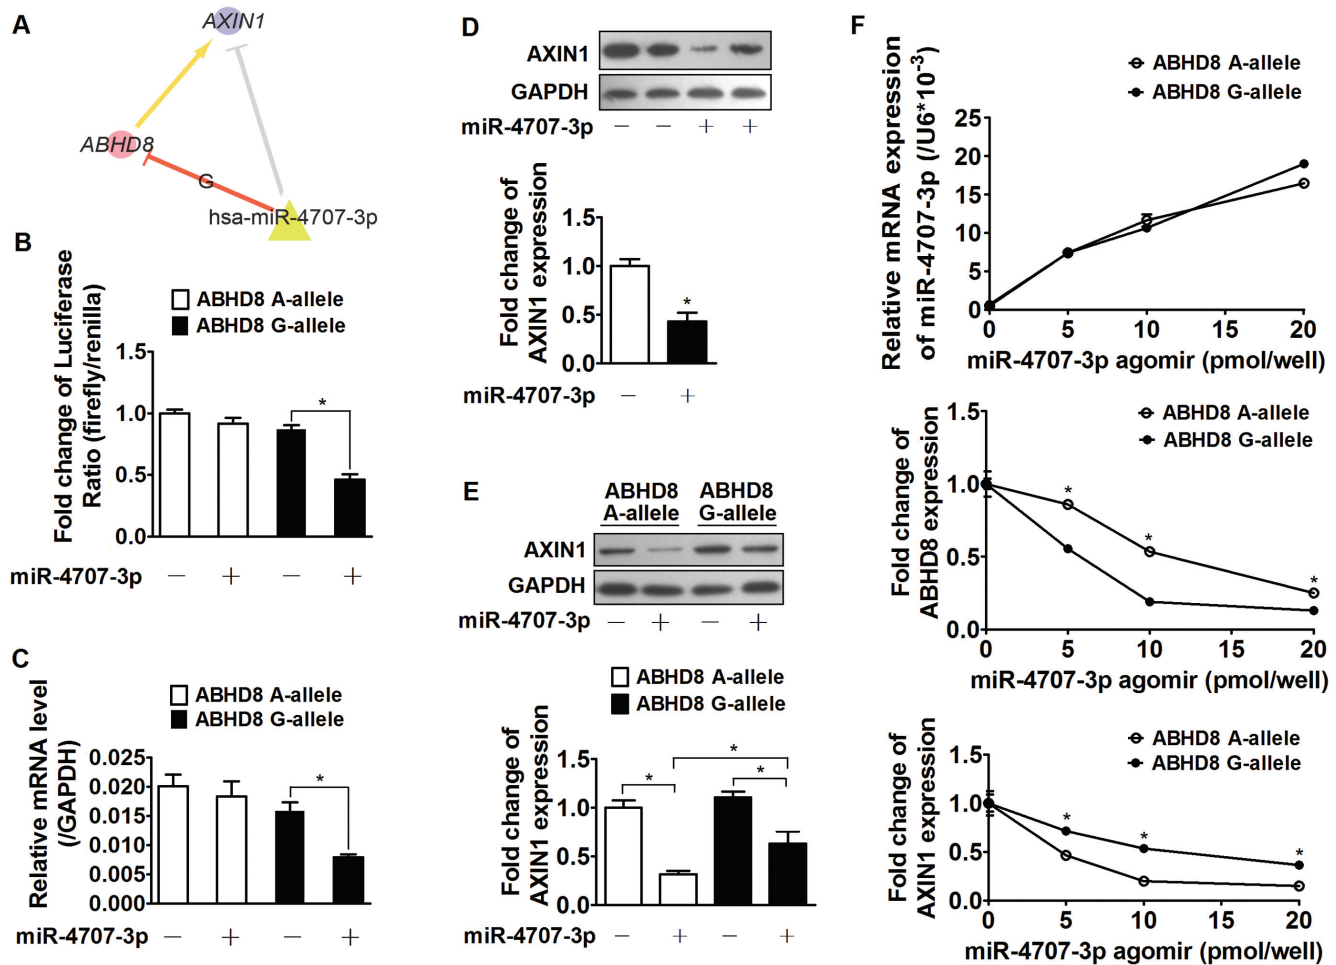 A
AXIN1
ABHD8
G
hsa-miR-4707-3p
B
ABHD8 A-allele
ABHD8 G-allele
Fold change of Luciferase
Ratio (firefly/renilla)
1.5
1.0
0.5
0.0
*
miR-4707-3p
— + — +
C
ABHD8 A-allele
ABHD8 G-allele
Relative mRNA level
(/GAPDH)
0.025
0.020
0.015
0.010
0.005
0.000
*
miR-4707-3p
— + — +
D
AXIN1
GAPDH
miR-4707-3p
— — + +
Fold change of
AXIN1 expression
1.5
1.0
0.5
0.0
*
miR-4707-3p
— +
E
ABHD8 ABHD8
A-allele G-allele
AXIN1
GAPDH
miR-4707-3p
— + — +
ABHD8 A-allele
ABHD8 G-allele
Fold change of
AXIN1 expression
1.5
1.0
0.5
0.0
*
* *
miR-4707-3p
— + — +
F
ABHD8 A-allele
ABHD8 G-allele
Relative mRNA expression
of miR-4707-3p (/U6*10-3)
25
20
15
10
5
0
0 5 10 15 20
miR-4707-3p agomir (pmol/well)
ABHD8 A-allele
ABHD8 G-allele
Fold change of
ABHD8 expression
1.5
1.0
0.5
0.0
* * *
0 5 10 15 20
miR-4707-3p agomir (pmol/well)
ABHD8 A-allele
ABHD8 G-allele
Fold change of
AXIN1 expression
1.5
1.0
0.5
0.0
* * *
0 5 10 15 20
miR-4707-3p agomir (pmol/well)